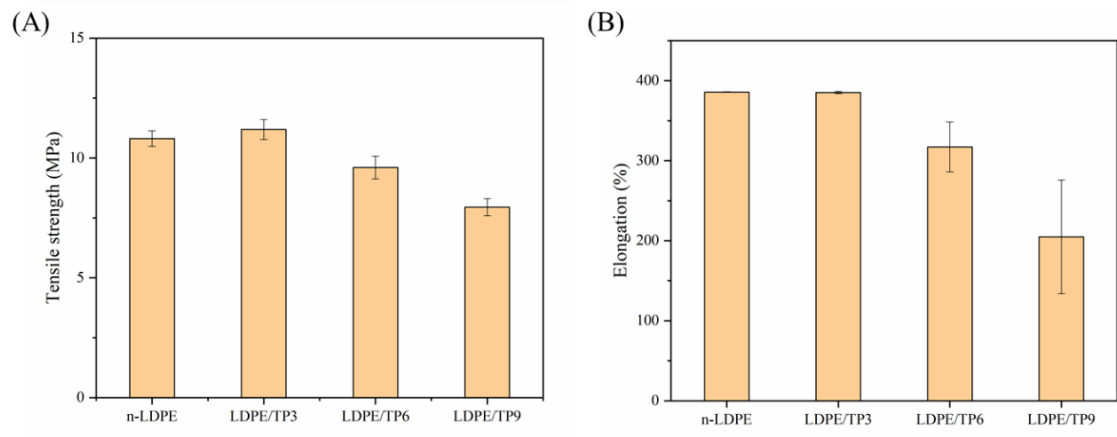 (A)
Tensile strength (MPa)
15
10
5
0
n-LDPE LDPE/TP3 LDPE/TP6 LDPE/TP9
(B)
Elongation (%)
400
300
200
100
0
n-LDPE LDPE/TP3 LDPE/TP6 LDPE/TP9